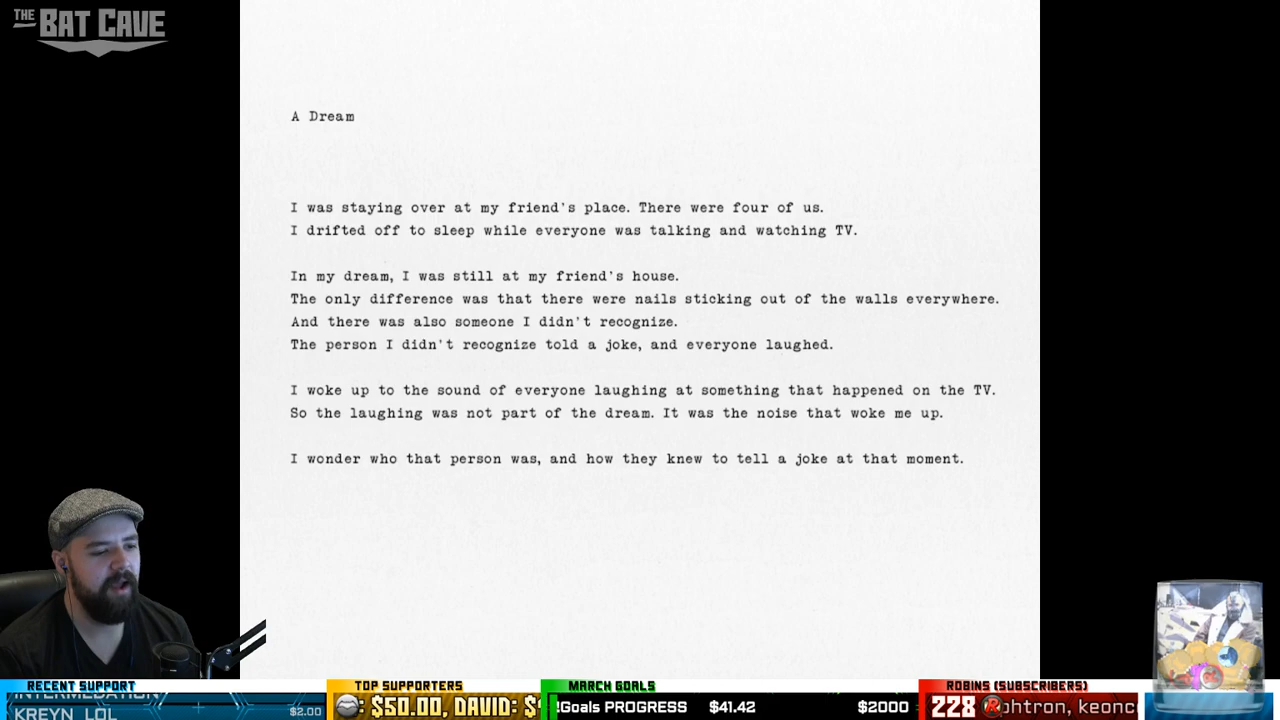 THE
BAT CAVE
A Dream
I was staying over at my friend's place. There were four of us.
I drifted off to sleep while everyone was talking and watching TV.
In my dream, I was still at my friend's house.
The only difference was that there were nails sticking out of the walls everywhere.
And there was also someone I didn't recognize.
The person I didn't recognize told a joke, and everyone laughed.
I woke up to the sound of everyone laughing at something that happened on the TV.
So the laughing was not part of the dream. It was the noise that woke me up.
I wonder who that person was, and how they knew to tell a joke at that moment.
RECENT SUPPORT
KREYN_LOL $2.00
TOP SUPPORTERS
: $50.00, DAVID:
MARCH GOALS
!Goals PROGRESS $41.42 $2000
ROBINS (SUBSCRIBERS)
228 ohtron, keonc